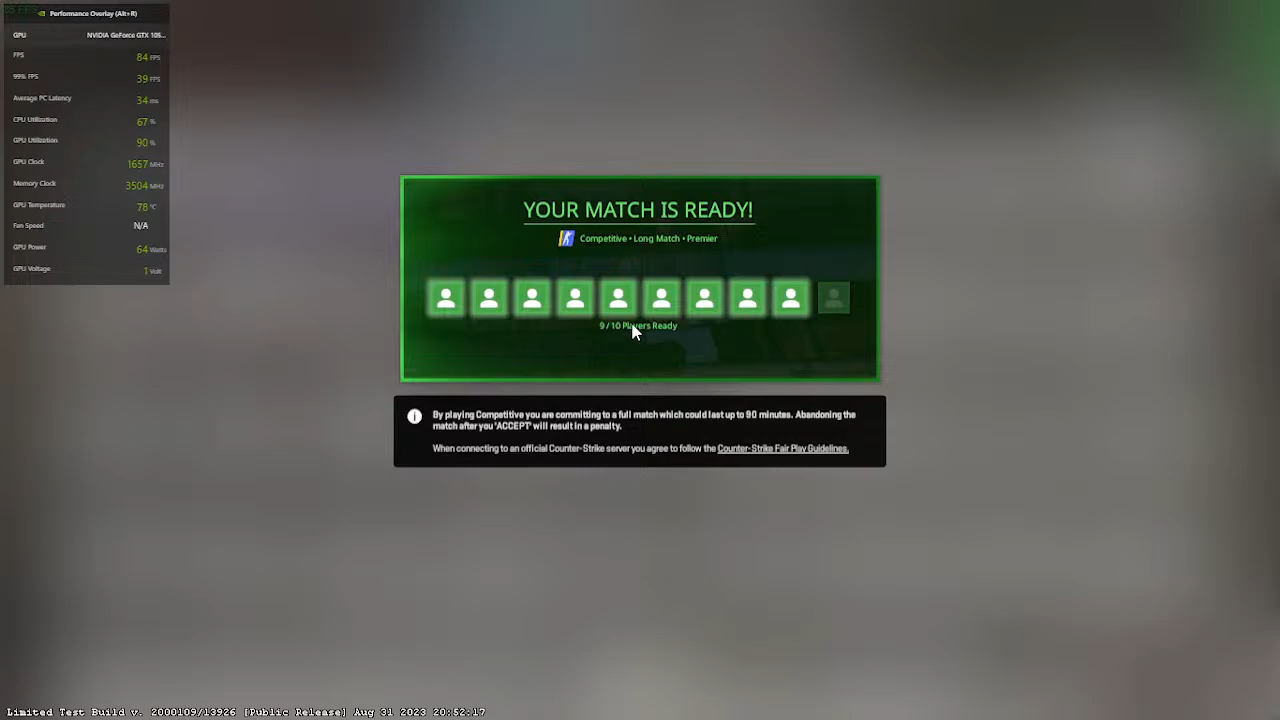 Performance Overlay (Alt+R)
GPU NVIDIA GeForce GTX 105...
FPS 84 FPS
99% FPS 39 FPS
Average PC Latency 34 ms
CPU Utilization 67 %
GPU Utilization 90 %
GPU Clock 1657 MHz
Memory Clock 3504 MHz
GPU Temperature 78 °C
Fan Speed N/A
GPU Power 64 Watts
GPU Voltage 1 Volt
YOUR MATCH IS READY!
Competitive • Long Match • Premier
9 / 10 Players Ready
By playing Competitive you are committing to a full match which could last up to 90 minutes. Abandoning the
match after you 'ACCEPT' will result in a penalty.
When connecting to an official Counter-Strike server you agree to follow the Counter-Strike Fair Play Guidelines.
Limited Test Build v. 2000109/13926 [Public Release] Aug 31 2023 20:52:17